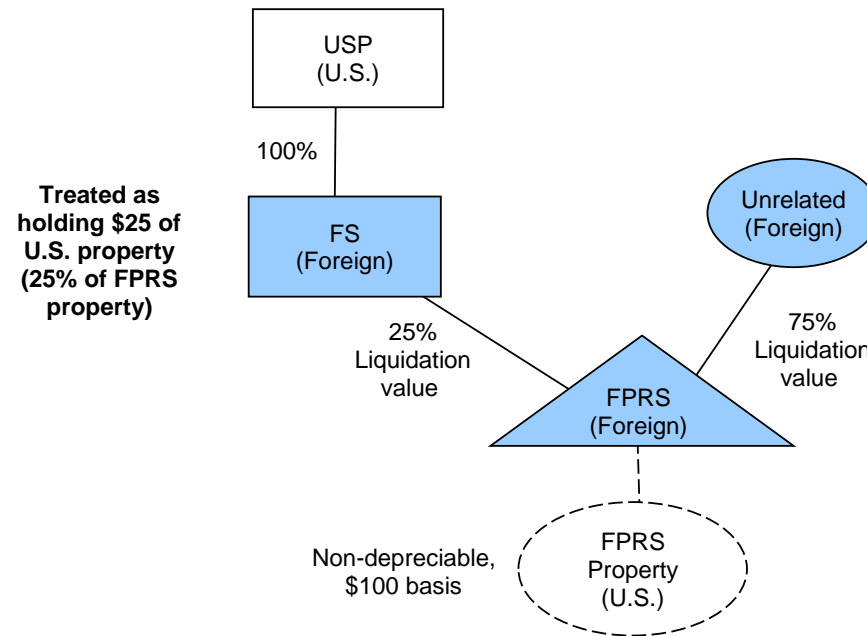 USP
(U.S.)
100%
Treated as
holding $25 of
U.S. property
(25% of FPRS
property)
FS
(Foreign)
Unrelated
(Foreign)
25%
Liquidation
value
75%
Liquidation
value
FPRS
(Foreign)
Non-depreciable,
$100 basis
FPRS
Property
(U.S.)